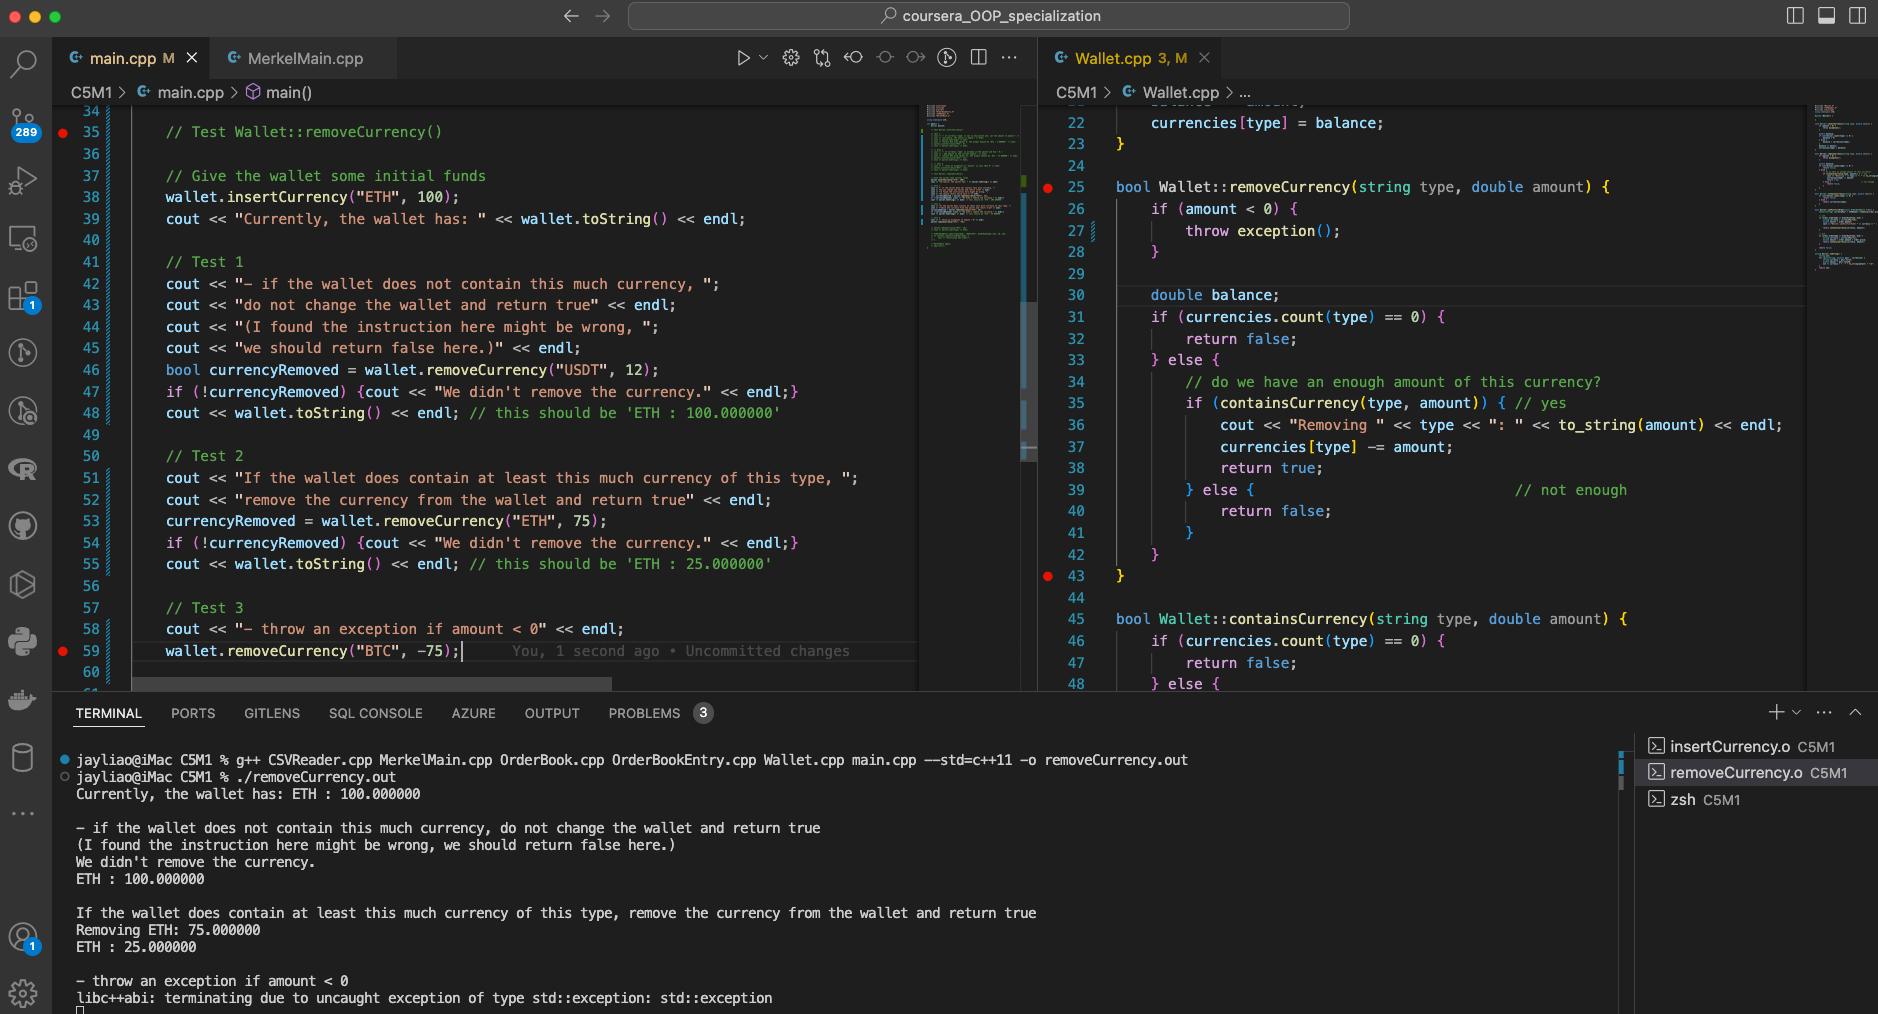 coursera_OOP_specialization
main.cpp M
MerkelMain.cpp
C5M1 > main.cpp > main()
34
35 // Test Wallet::removeCurrency()
36
37 // Give the wallet some initial funds
38 wallet.insertCurrency("ETH", 100);
39 cout << "Currently, the wallet has: " << wallet.toString() << endl;
40
41 // Test 1
42 cout << "- if the wallet does not contain this much currency, ";
43 cout << "do not change the wallet and return true" << endl;
44 cout << "(I found the instruction here might be wrong, ";
45 cout << "we should return false here.)" << endl;
46 bool currencyRemoved = wallet.removeCurrency("USDT", 12);
47 if (!currencyRemoved) {cout << "We didn't remove the currency." << endl;}
48 cout << wallet.toString() << endl; // this should be 'ETH : 100.000000'
49
50 // Test 2
51 cout << "If the wallet does contain at least this much currency of this type, ";
52 cout << "remove the currency from the wallet and return true" << endl;
53 currencyRemoved = wallet.removeCurrency("ETH", 75);
54 if (!currencyRemoved) {cout << "We didn't remove the currency." << endl;}
55 cout << wallet.toString() << endl; // this should be 'ETH : 25.000000'
56
57 // Test 3
58 cout << "- throw an exception if amount < 0" << endl;
59 wallet.removeCurrency("BTC", -75); You, 1 second ago • Uncommitted changes
60
Wallet.cpp 3, M
C5M1 > Wallet.cpp > ...
22 currencies[type] = balance;
23 }
24
25 bool Wallet::removeCurrency(string type, double amount) {
26 if (amount < 0) {
27 throw exception();
28 }
29
30 double balance;
31 if (currencies.count(type) == 0) {
32 return false;
33 } else {
34 // do we have an enough amount of this currency?
35 if (containsCurrency(type, amount)) { // yes
36 cout << "Removing " << type << ": " << to_string(amount) << endl;
37 currencies[type] -= amount;
38 return true;
39 } else { // not enough
40 return false;
41 }
42 }
43 }
44
45 bool Wallet::containsCurrency(string type, double amount) {
46 if (currencies.count(type) == 0) {
47 return false;
48 } else {
289
1
1
TERMINAL PORTS GITLENS SQL CONSOLE AZURE OUTPUT PROBLEMS 3
jayliao@iMac C5M1 % g++ CSVReader.cpp MerkelMain.cpp OrderBook.cpp OrderBookEntry.cpp Wallet.cpp main.cpp --std=c++11 -o removeCurrency.out
jayliao@iMac C5M1 % ./removeCurrency.out
Currently, the wallet has: ETH : 100.000000
- if the wallet does not contain this much currency, do not change the wallet and return true
(I found the instruction here might be wrong, we should return false here.)
We didn't remove the currency.
ETH : 100.000000
If the wallet does contain at least this much currency of this type, remove the currency from the wallet and return true
Removing ETH: 75.000000
ETH : 25.000000
- throw an exception if amount < 0
libc++abi: terminating due to uncaught exception of type std::exception: std::exception
insertCurrency.o C5M1
removeCurrency.o C5M1
zsh C5M1